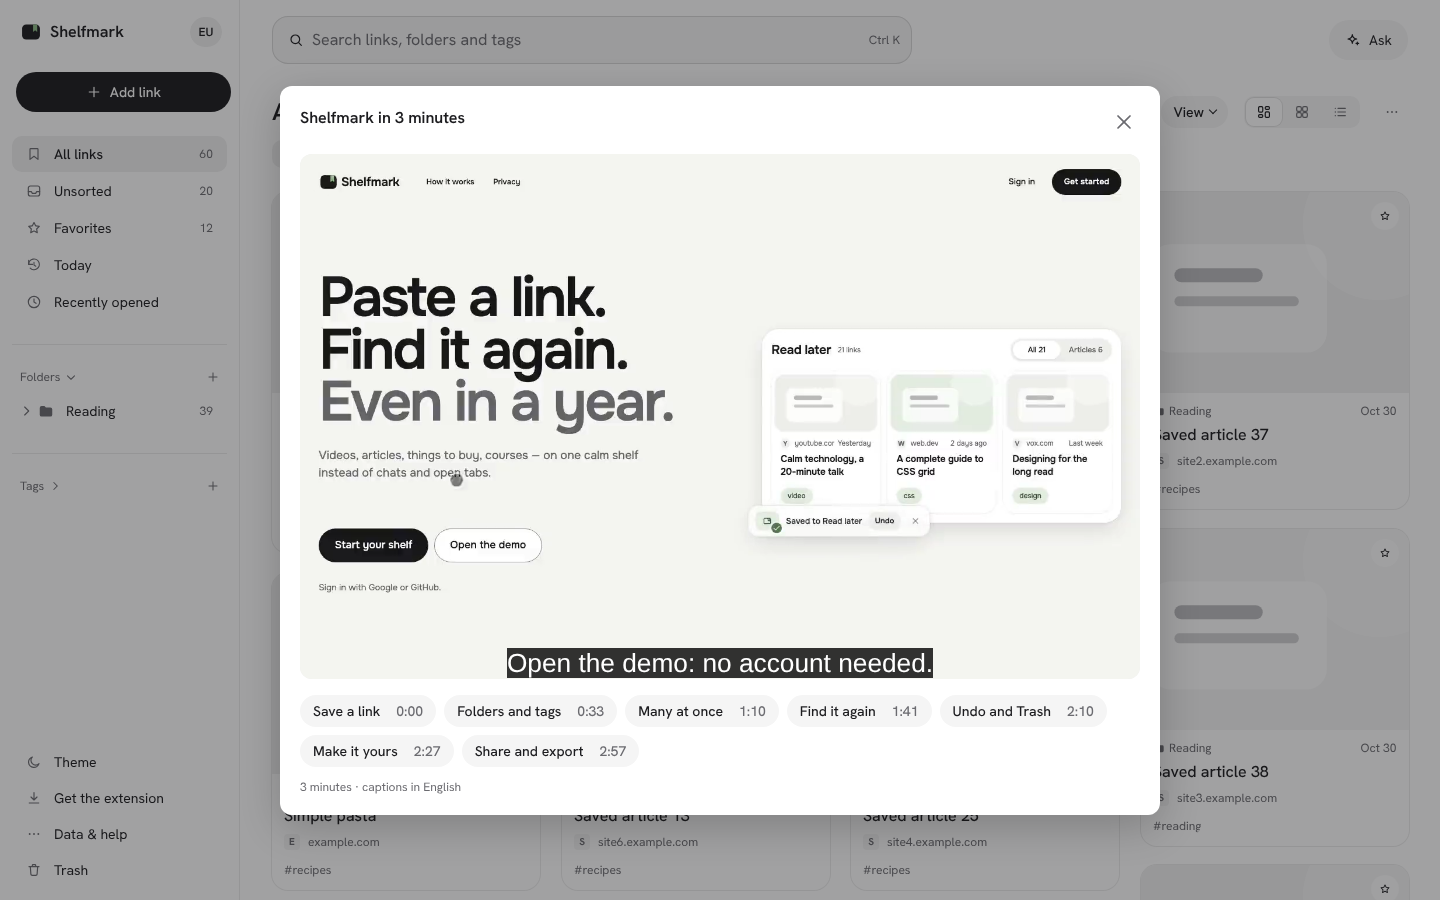 Shelfmark
EU
Search links, folders and tags
Ctrl K
Ask
Add link
All links 60
Unsorted 20
Favorites 12
Today
Recently opened
Folders
Reading 39
Tags
Theme
Get the extension
Data & help
Trash
View
Shelfmark in 3 minutes
Shelfmark
How it works
Privacy
Sign in
Get started
Paste a link.
Find it again.
Even in a year.
Videos, articles, things to buy, courses — on one calm shelf
instead of chats and open tabs.
Start your shelf
Open the demo
Sign in with Google or GitHub.
Read later 21 links
All 21
Articles 6
Y youtube.cor Yesterday
Calm technology, a
20-minute talk
video
W web.dev 2 days ago
A complete guide to
CSS grid
css
V vox.com Last week
Designing for the
long read
design
Saved to Read later
Undo
Open the demo: no account needed.
Save a link 0:00
Folders and tags 0:33
Many at once 1:10
Find it again 1:41
Undo and Trash 2:10
Make it yours 2:27
Share and export 2:57
3 minutes · captions in English
Reading Oct 30
Saved article 37
S site2.example.com
recipes
Reading Oct 30
Saved article 38
S site3.example.com
#reading
Simple pasta
E example.com
#recipes
Saved article 13
S site6.example.com
#recipes
Saved article 25
S site4.example.com
#recipes